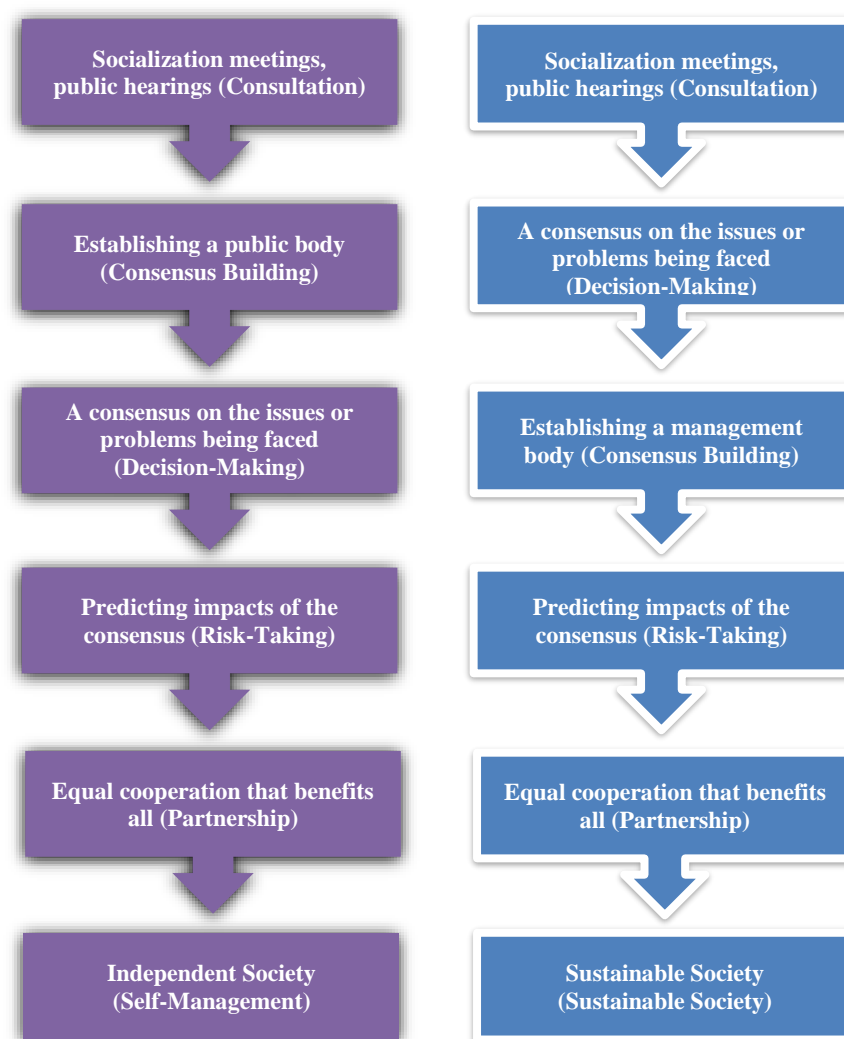 Socialization meetings,
public hearings (Consultation)
Establishing a public body
(Consensus Building)
A consensus on the issues or
problems being faced
(Decision-Making)
Predicting impacts of the
consensus (Risk-Taking)
Equal cooperation that benefits
all (Partnership)
Independent Society
(Self-Management)
Socialization meetings,
public hearings (Consultation)
A consensus on the issues or
problems being faced
(Decision-Making)
Establishing a management
body (Consensus Building)
Predicting impacts of the
consensus (Risk-Taking)
Equal cooperation that benefits
all (Partnership)
Sustainable Society
(Sustainable Society)